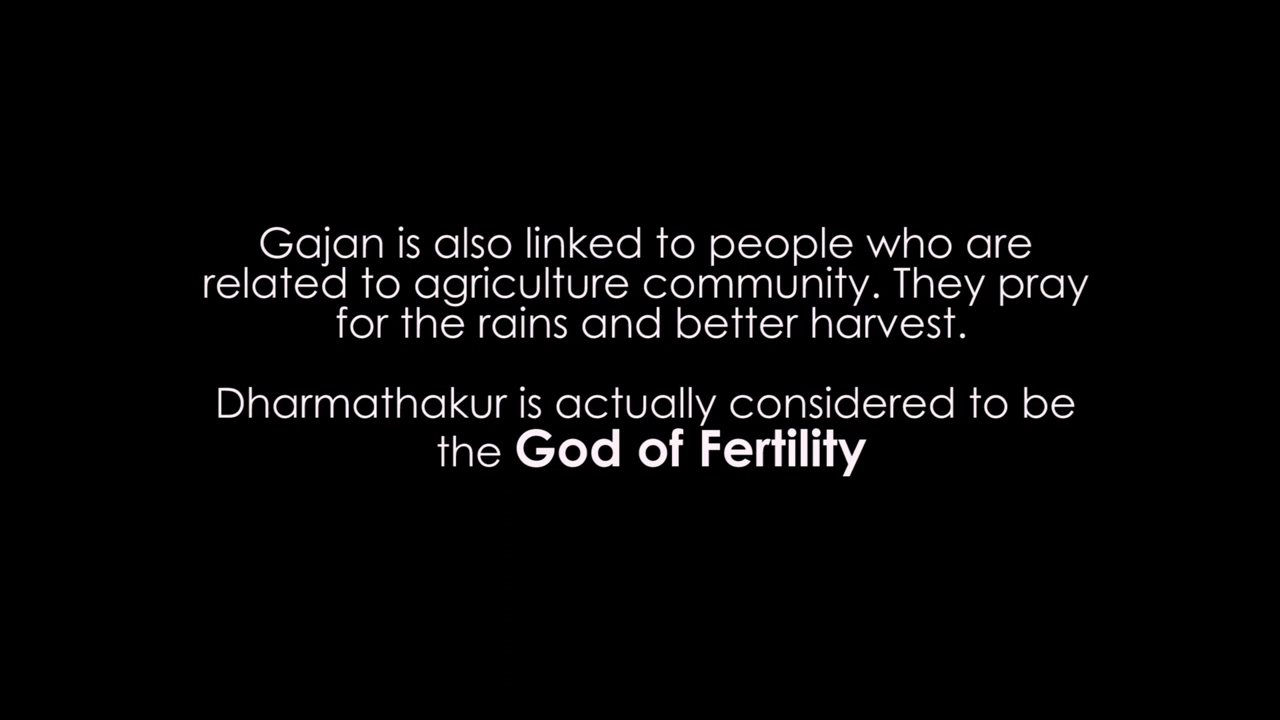 Gajan is also linked to people who are
related to agriculture community. They pray
for the rains and better harvest.
Dharmathakur is actually considered to be
the God of Fertility